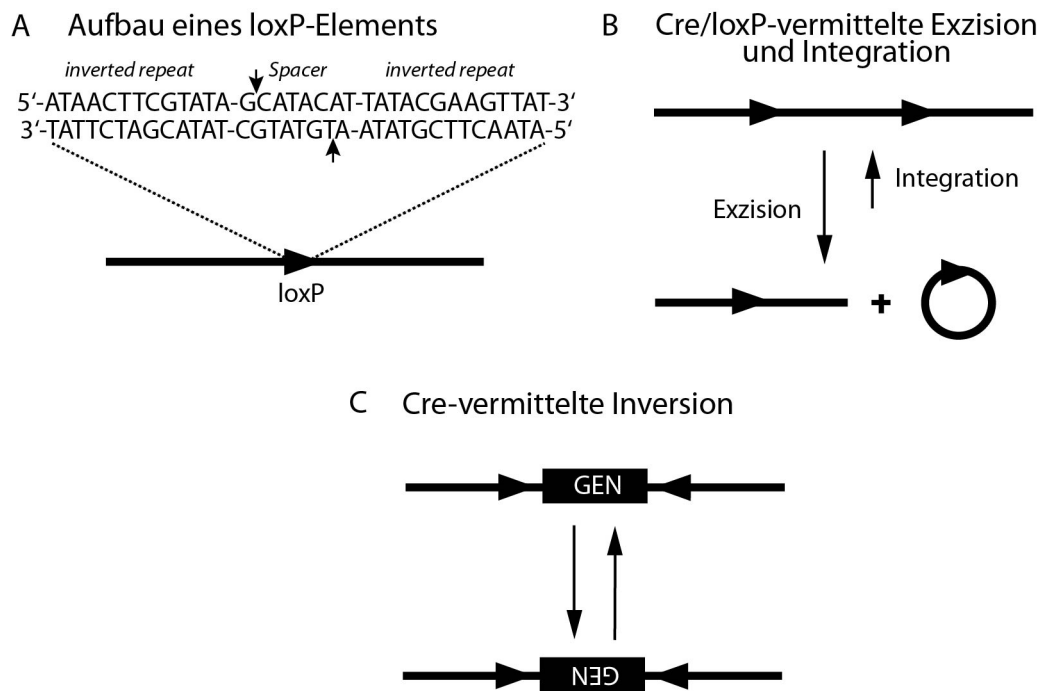 A Aufbau eines loxP-Elements
inverted repeat Spacer inverted repeat
5‘-ATAACTTCGTATA-GCATACAT-TATACGAAGTTAT-3‘
3‘-TATTCTAGCATAT-CGTATGTA-ATATGCTTCAATA-5‘
loxP
B Cre/loxP-vermittelte Exzision
und Integration
Exzision
Integration
+
C Cre-vermittelte Inversion
GEN
GEN